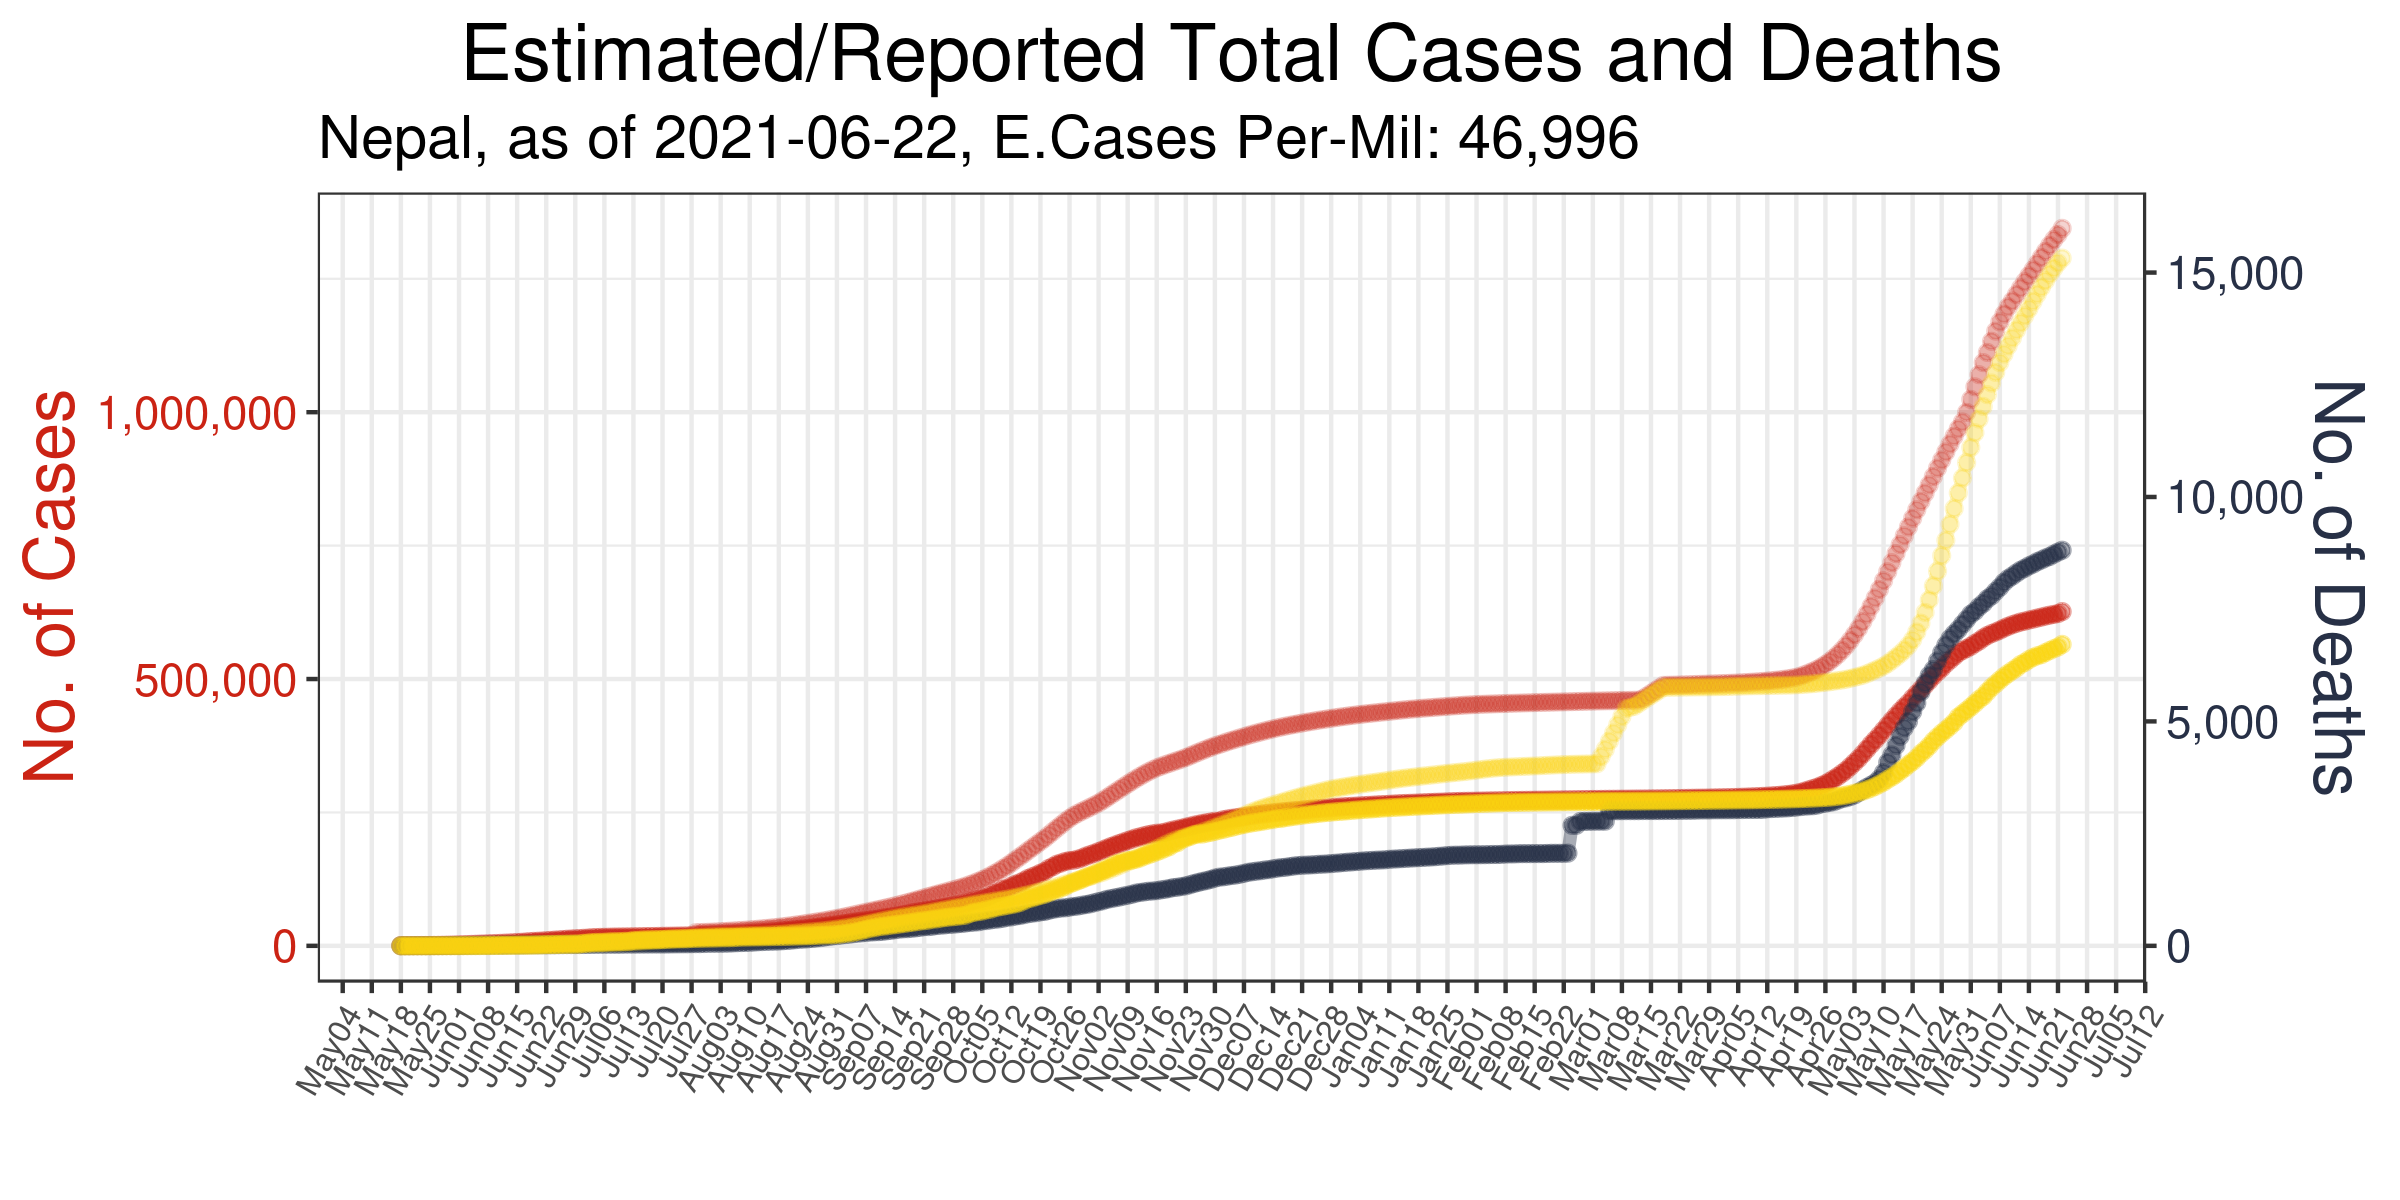 Estimated/Reported Total Cases and Deaths
Nepal, as of 2021-06-22, E.Cases Per-Mil: 46,996
No. of Cases
1,000,000
500,000
0
15,000
10,000
5,000
0
No. of Deaths
May04
May11
May18
May25
Jun01
Jun08
Jun15
Jun22
Jun29
Jul06
Jul13
Jul20
Jul27
Aug03
Aug10
Aug17
Aug24
Aug31
Sep07
Sep14
Sep21
Sep28
Oct05
Oct12
Oct19
Oct26
Nov02
Nov09
Nov16
Nov23
Nov30
Dec07
Dec14
Dec21
Dec28
Jan04
Jan11
Jan18
Jan25
Feb01
Feb08
Feb15
Feb22
Mar01
Mar08
Mar15
Mar22
Mar29
Apr05
Apr12
Apr19
Apr26
May03
May10
May17
May24
May31
Jun07
Jun14
Jun21
Jun28
Jul05
Jul12